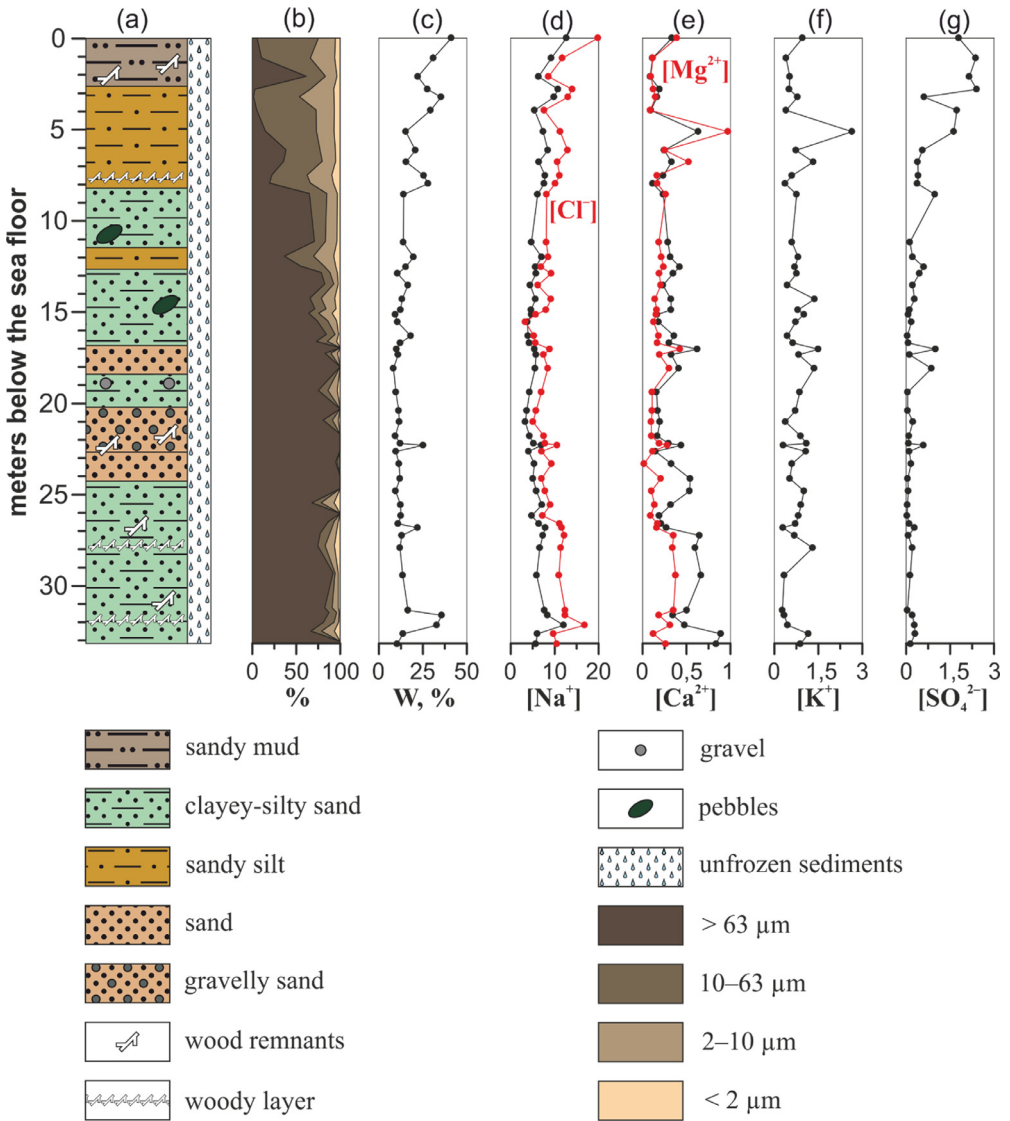 (a) (b) (c) (d) (e) (f) (g)
meters below the sea floor
0
5
10
15
20
25
30
[Mg²⁺]
[Cl⁻]
0 50 100 0 25 50 0 10 20 0 0,5 1 0 1,5 3 0 1,5 3
% W, % [Na⁺] [Ca²⁺] [K⁺] [SO₄²⁻]
sandy mud
clayey-silty sand
sandy silt
sand
gravelly sand
wood remnants
woody layer
gravel
pebbles
unfrozen sediments
> 63 µm
10–63 µm
2–10 µm
< 2 µm